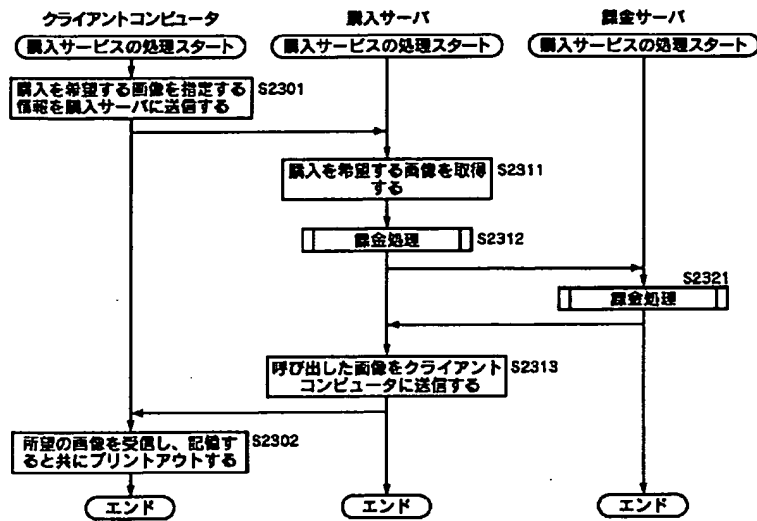 クライアントコンピュータ
購入サーバ
課金サーバ
購入サービスの処理スタート
購入サービスの処理スタート
購入サービスの処理スタート
購入を希望する画像を指定する
情報を購入サーバに送信する
S2301
購入を希望する画像を取得
する
S2311
課金処理
S2312
S2321
課金処理
呼び出した画像をクライアント
コンピュータに送信する
S2313
所望の画像を受信し、記憶す
ると共にプリントアウトする
S2302
エンド
エンド
エンド